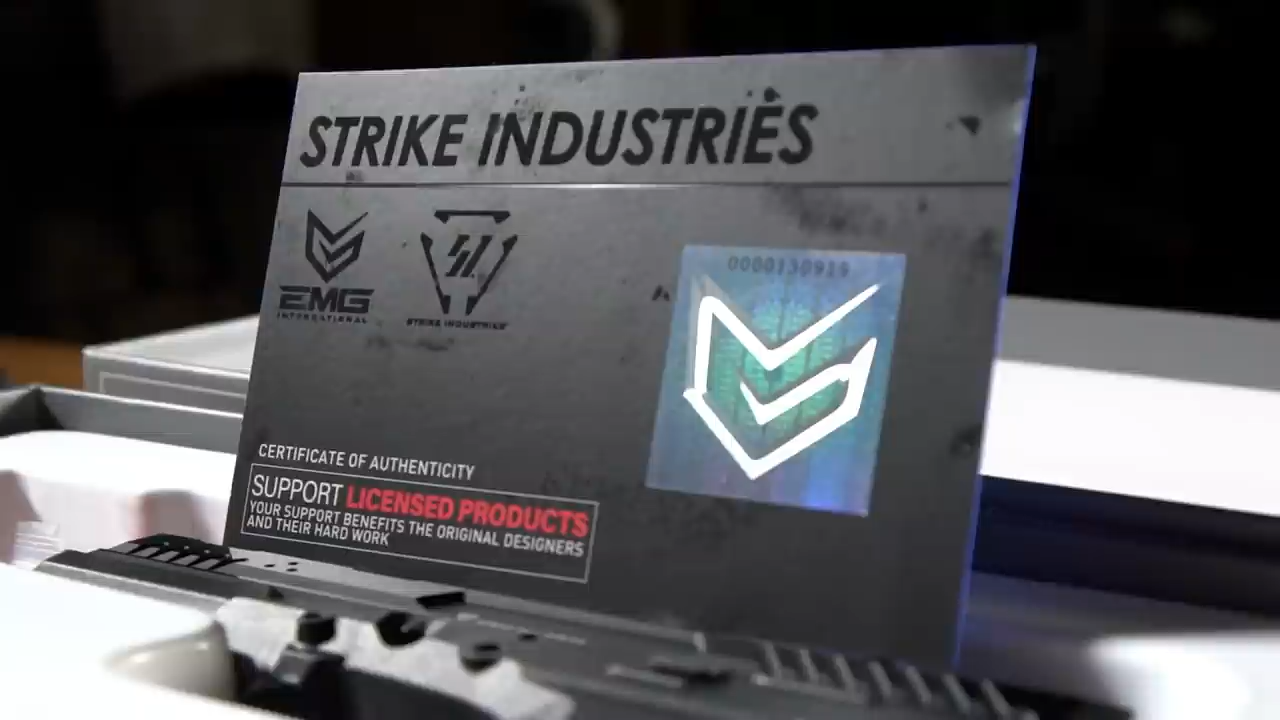 STRIKE INDUSTRIES
EMG
INTERNATIONAL
STRIKE INDUSTRIES
0000130919
CERTIFICATE OF AUTHENTICITY
SUPPORT LICENSED PRODUCTS
YOUR SUPPORT BENEFITS THE ORIGINAL DESIGNERS
AND THEIR HARD WORK